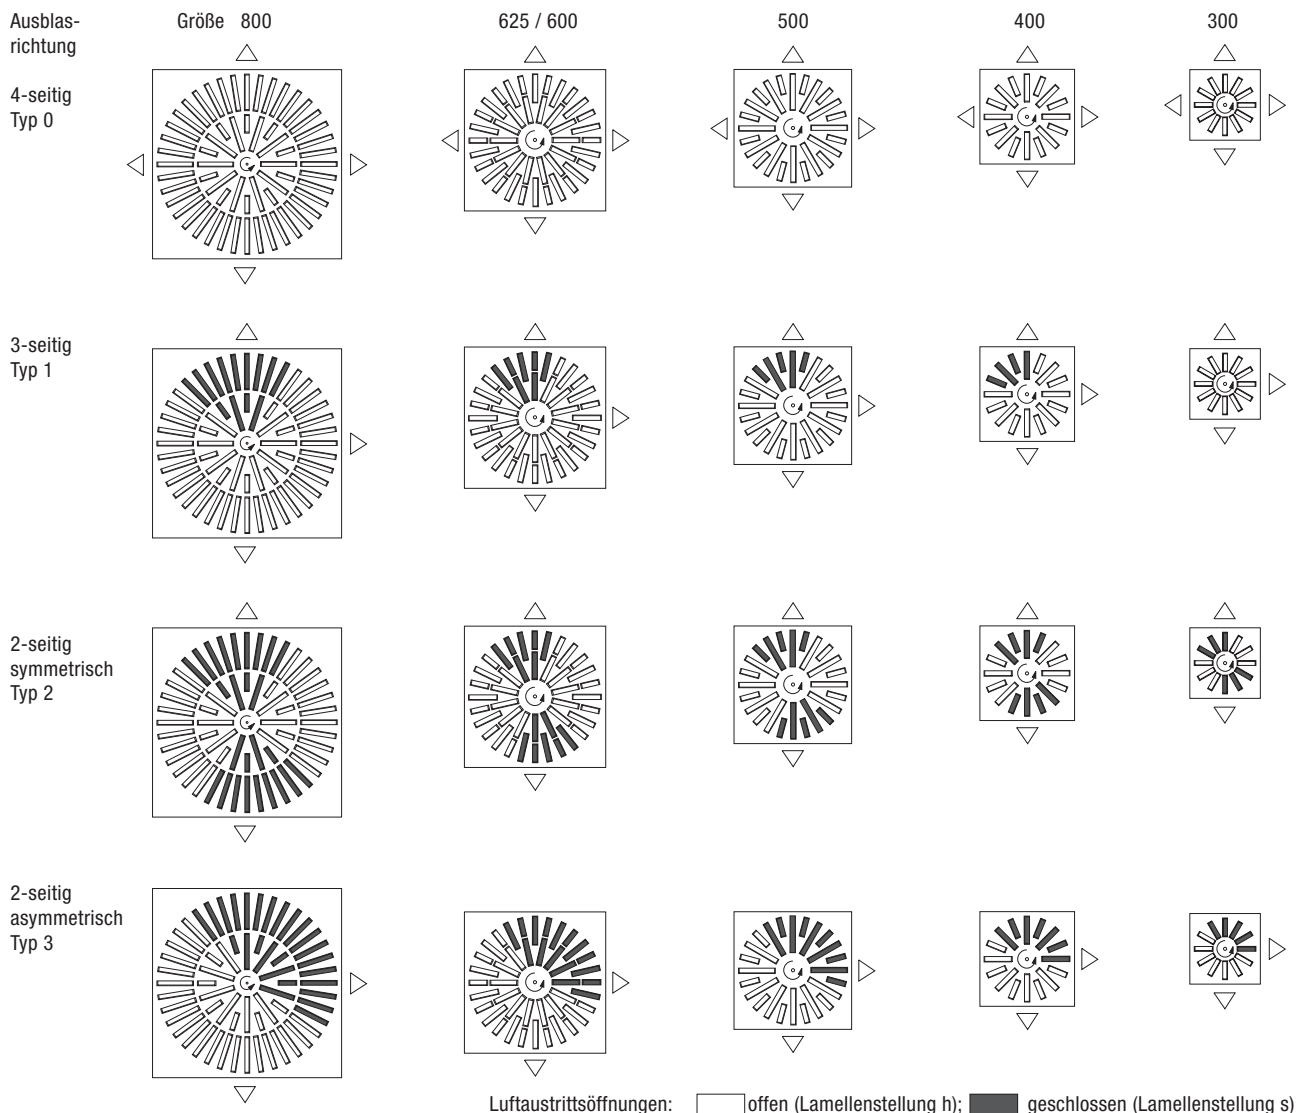 Ausblas-
richtung
Größe 800
625 / 600
500
400
300
4-seitig
Typ 0
3-seitig
Typ 1
2-seitig
symmetrisch
Typ 2
2-seitig
asymmetrisch
Typ 3
Luftaustrittsöffnungen: offen (Lamellenstellung h); geschlossen (Lamellenstellung s)